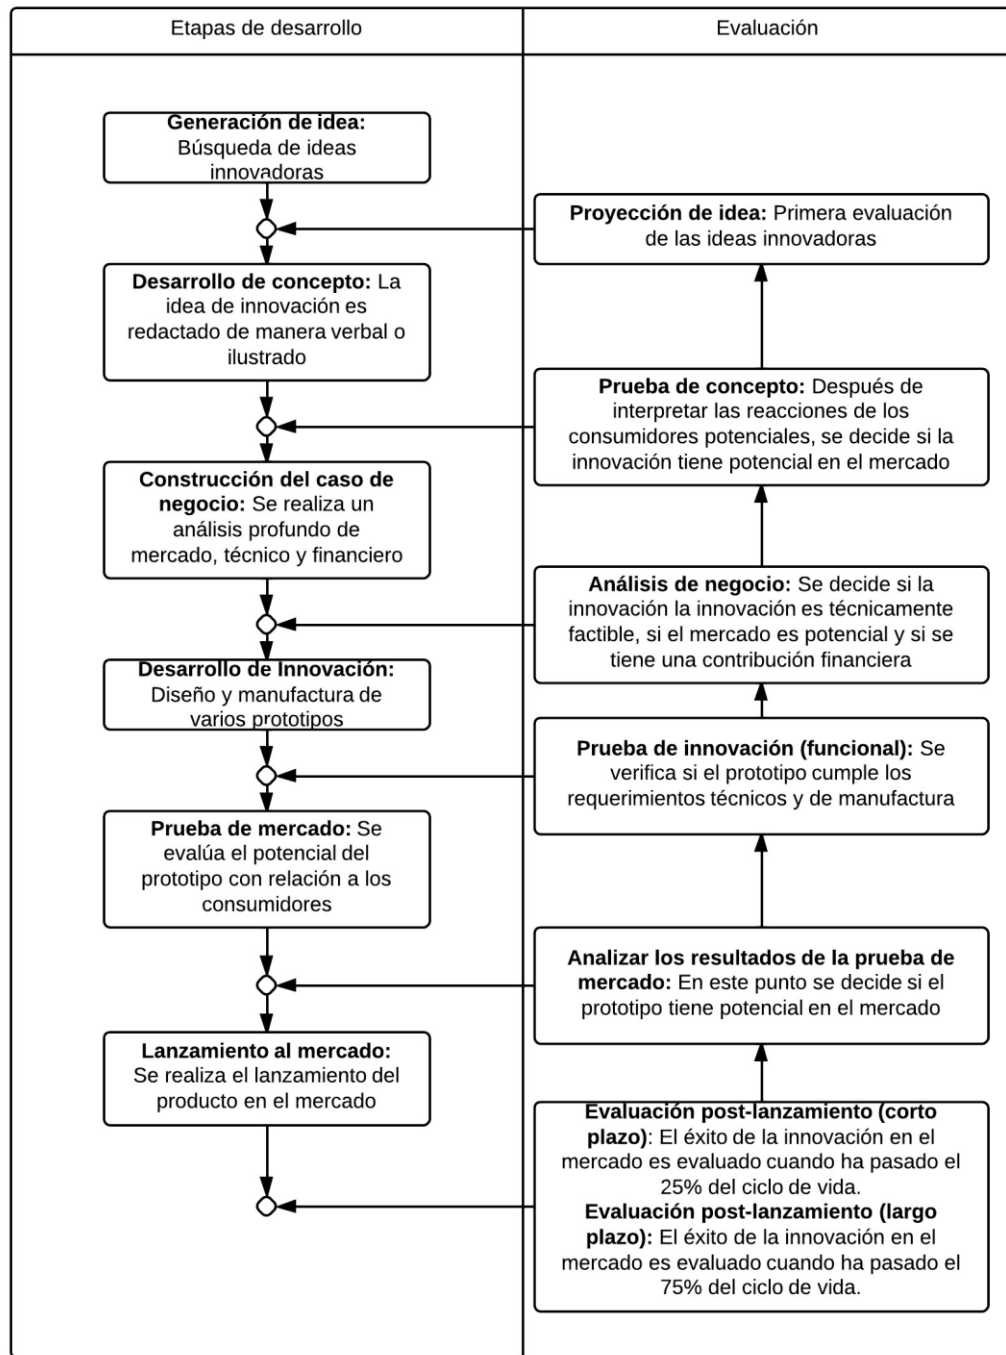 Etapas de desarrollo
Evaluación
Generación de idea:
Búsqueda de ideas
innovadoras
Proyección de idea: Primera evaluación
de las ideas innovadoras
Desarrollo de concepto: La
idea de innovación es
redactado de manera verbal o
ilustrado
Prueba de concepto: Después de
interpretar las reacciones de los
consumidores potenciales, se decide si la
innovación tiene potencial en el mercado
Construcción del caso de
negocio: Se realiza un
análisis profundo de
mercado, técnico y financiero
Análisis de negocio: Se decide si la
innovación la innovación es técnicamente
factible, si el mercado es potencial y si se
tiene una contribución financiera
Desarrollo de Innovación:
Diseño y manufactura de
varios prototipos
Prueba de innovación (funcional): Se
verifica si el prototipo cumple los
requerimientos técnicos y de manufactura
Prueba de mercado: Se
evalúa el potencial del
prototipo con relación a los
consumidores
Analizar los resultados de la prueba de
mercado: En este punto se decide si el
prototipo tiene potencial en el mercado
Lanzamiento al mercado:
Se realiza el lanzamiento del
producto en el mercado
Evaluación post-lanzamiento (corto
plazo): El éxito de la innovación en el
mercado es evaluado cuando ha pasado el
25% del ciclo de vida.
Evaluación post-lanzamiento (largo
plazo): El éxito de la innovación en el
mercado es evaluado cuando ha pasado el
75% del ciclo de vida.